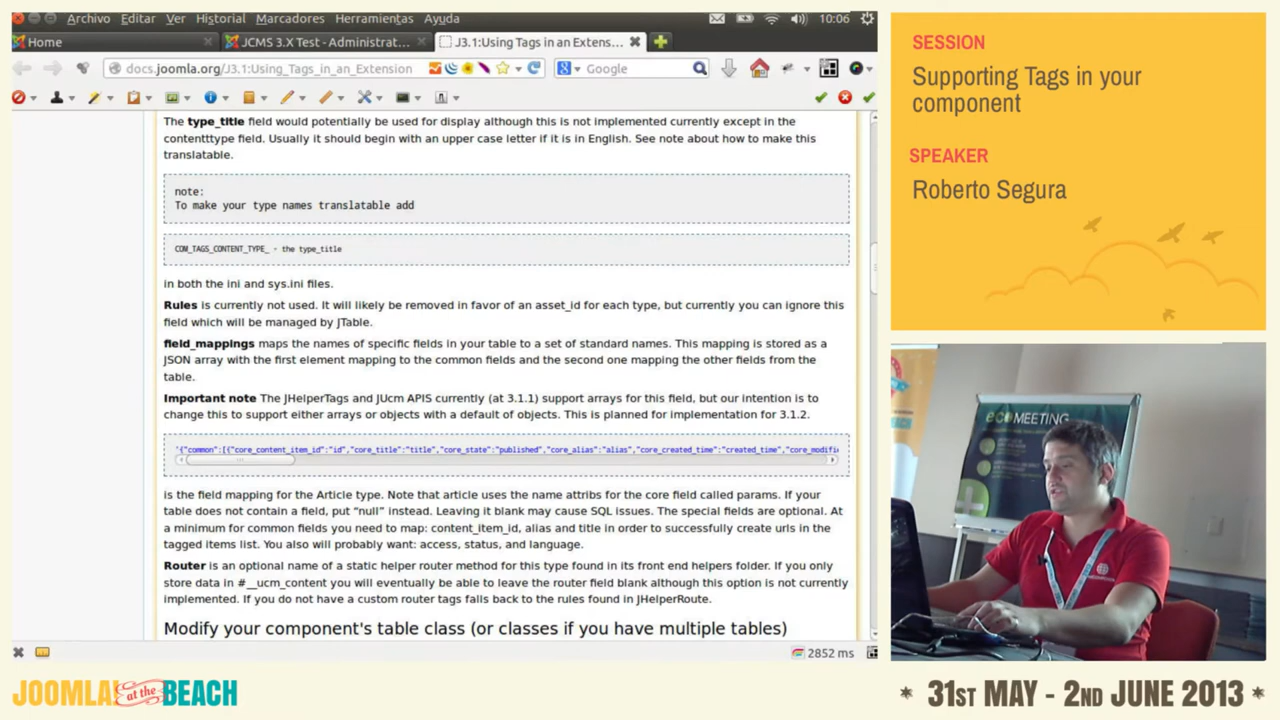 Archivo Editar Ver Historial Marcadores Herramientas Ayuda 10:06
Home
JCMS 3.X Test - Administrat...
J3.1:Using Tags in an Extens...
docs.joomla.org/J3.1:Using_Tags_in_an_Extension
Google
The type_title field would potentially be used for display although this is not implemented currently except in the
contentttype field. Usually it should begin with an upper case letter if it is in English. See note about how to make this
translatable.
note:
To make your type names translatable add
COM_TAGS_CONTENT_TYPE_ - the type_title
in both the ini and sys.ini files.
Rules is currently not used. It will likely be removed in favor of an asset_id for each type, but currently you can ignore this
field which will be managed by JTable.
field_mappings maps the names of specific fields in your table to a set of standard names. This mapping is stored as a
JSON array with the first element mapping to the common fields and the second one mapping the other fields from the
table.
Important note The JHelperTags and JUcm APIS currently (at 3.1.1) support arrays for this field, but our intention is to
change this to support either arrays or objects with a default of objects. This is planned for implementation for 3.1.2.
'{"common":[{"core_content_item_id":"id","core_title":"title","core_state":"published","core_alias":"alias","core_created_time":"created_time","core_modifie
is the field mapping for the Article type. Note that article uses the name attribs for the core field called params. If your
table does not contain a field, put "null" instead. Leaving it blank may cause SQL issues. The special fields are optional. At
a minimum for common fields you need to map: content_item_id, alias and title in order to successfully create urls in the
tagged items list. You also will probably want: access, status, and language.
Router is an optional name of a static helper router method for this type found in its front end helpers folder. If you only
store data in #__ucm_content you will eventually be able to leave the router field blank although this option is not currently
implemented. If you do not have a custom router tags falls back to the rules found in JHelperRoute.
Modify your component's table class (or classes if you have multiple tables)
2852 ms
SESSION
Supporting Tags in your
component
SPEAKER
Roberto Segura
ecoMEETING
JOOMLA! at the BEACH
* 31ST MAY - 2ND JUNE 2013 *